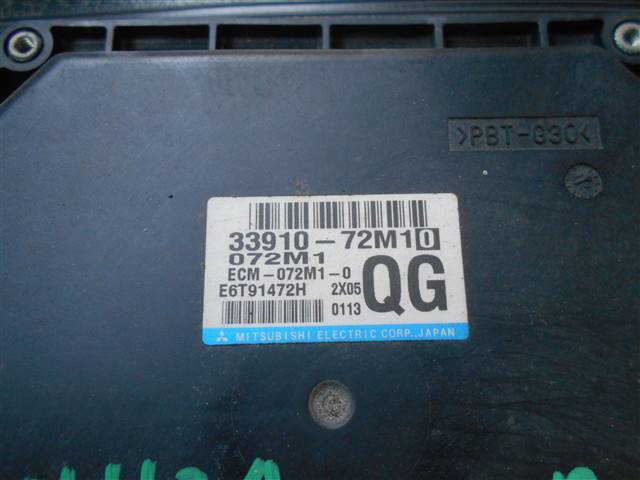 >PBT-G30<
33910-72M10
072M1
ECM-072M1-0
E6T91472H 2X05
QG
0113
MITSUBISHI ELECTRIC CORP., JAPAN